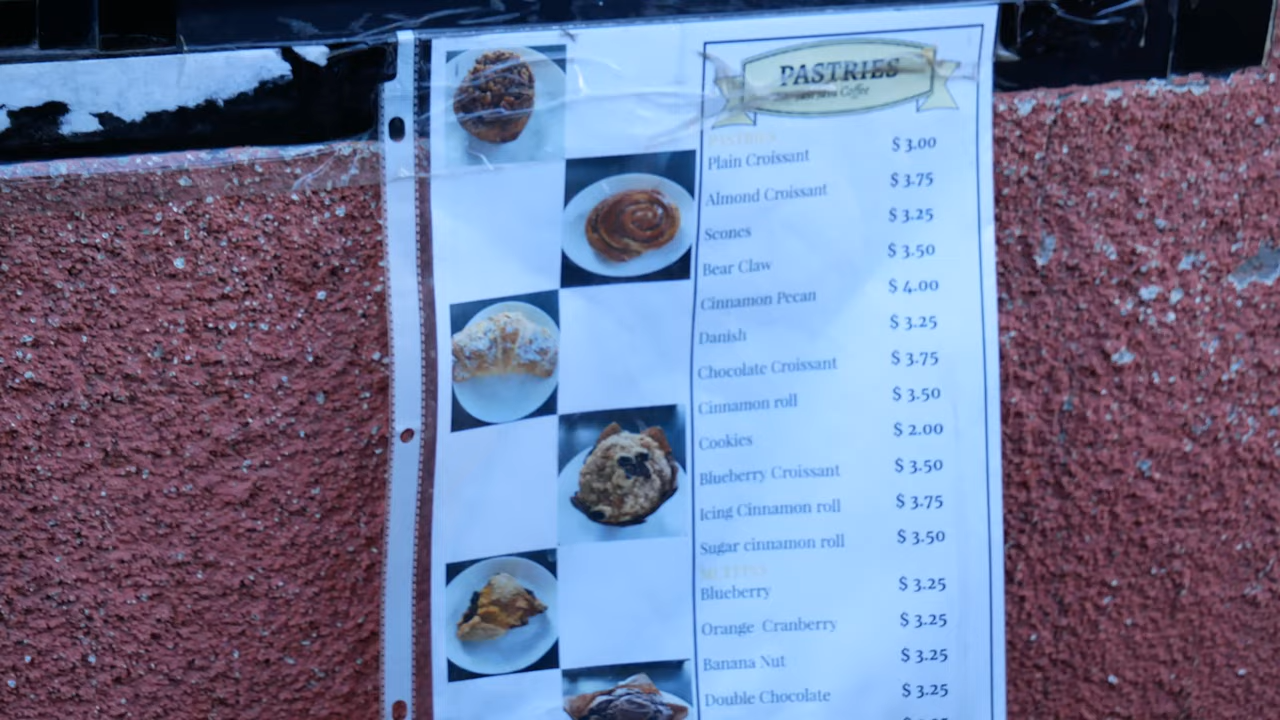 PASTRIES
Coffee
PASTRIES
Plain Croissant $ 3.00
Almond Croissant $ 3.75
Scones $ 3.25
Bear Claw $ 3.50
Cinnamon Pecan $ 4.00
Danish $ 3.25
Chocolate Croissant $ 3.75
Cinnamon roll $ 3.50
Cookies $ 2.00
Blueberry Croissant $ 3.50
Icing Cinnamon roll $ 3.75
Sugar cinnamon roll $ 3.50
Blueberry $ 3.25
Orange Cranberry $ 3.25
Banana Nut $ 3.25
Double Chocolate $ 3.25